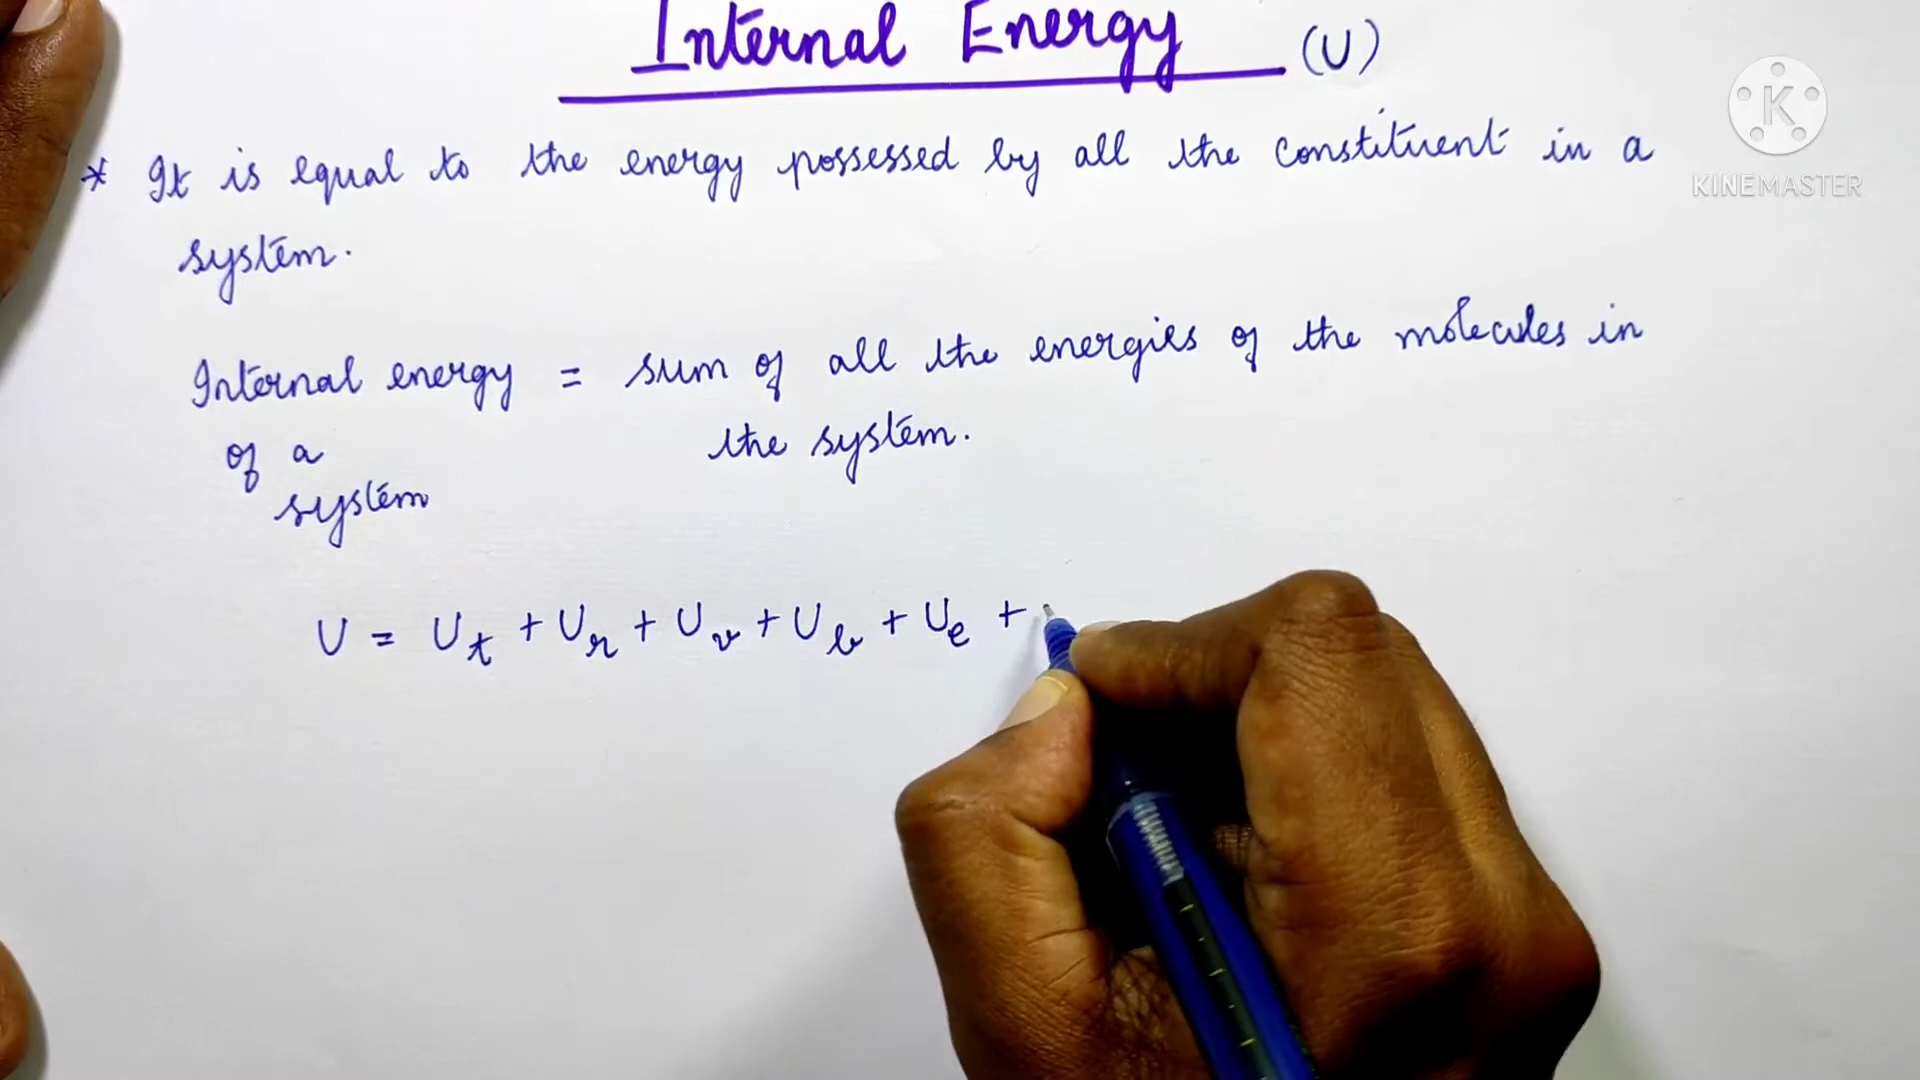 Internal Energy (U)
* It is equal to the energy possessed by all the constituent in a
system.
Internal energy = sum of all the energies of the molecules in
of a the system.
system
U = Ut + Ur + Uv + Ub + Ue +
K
KINEMASTER